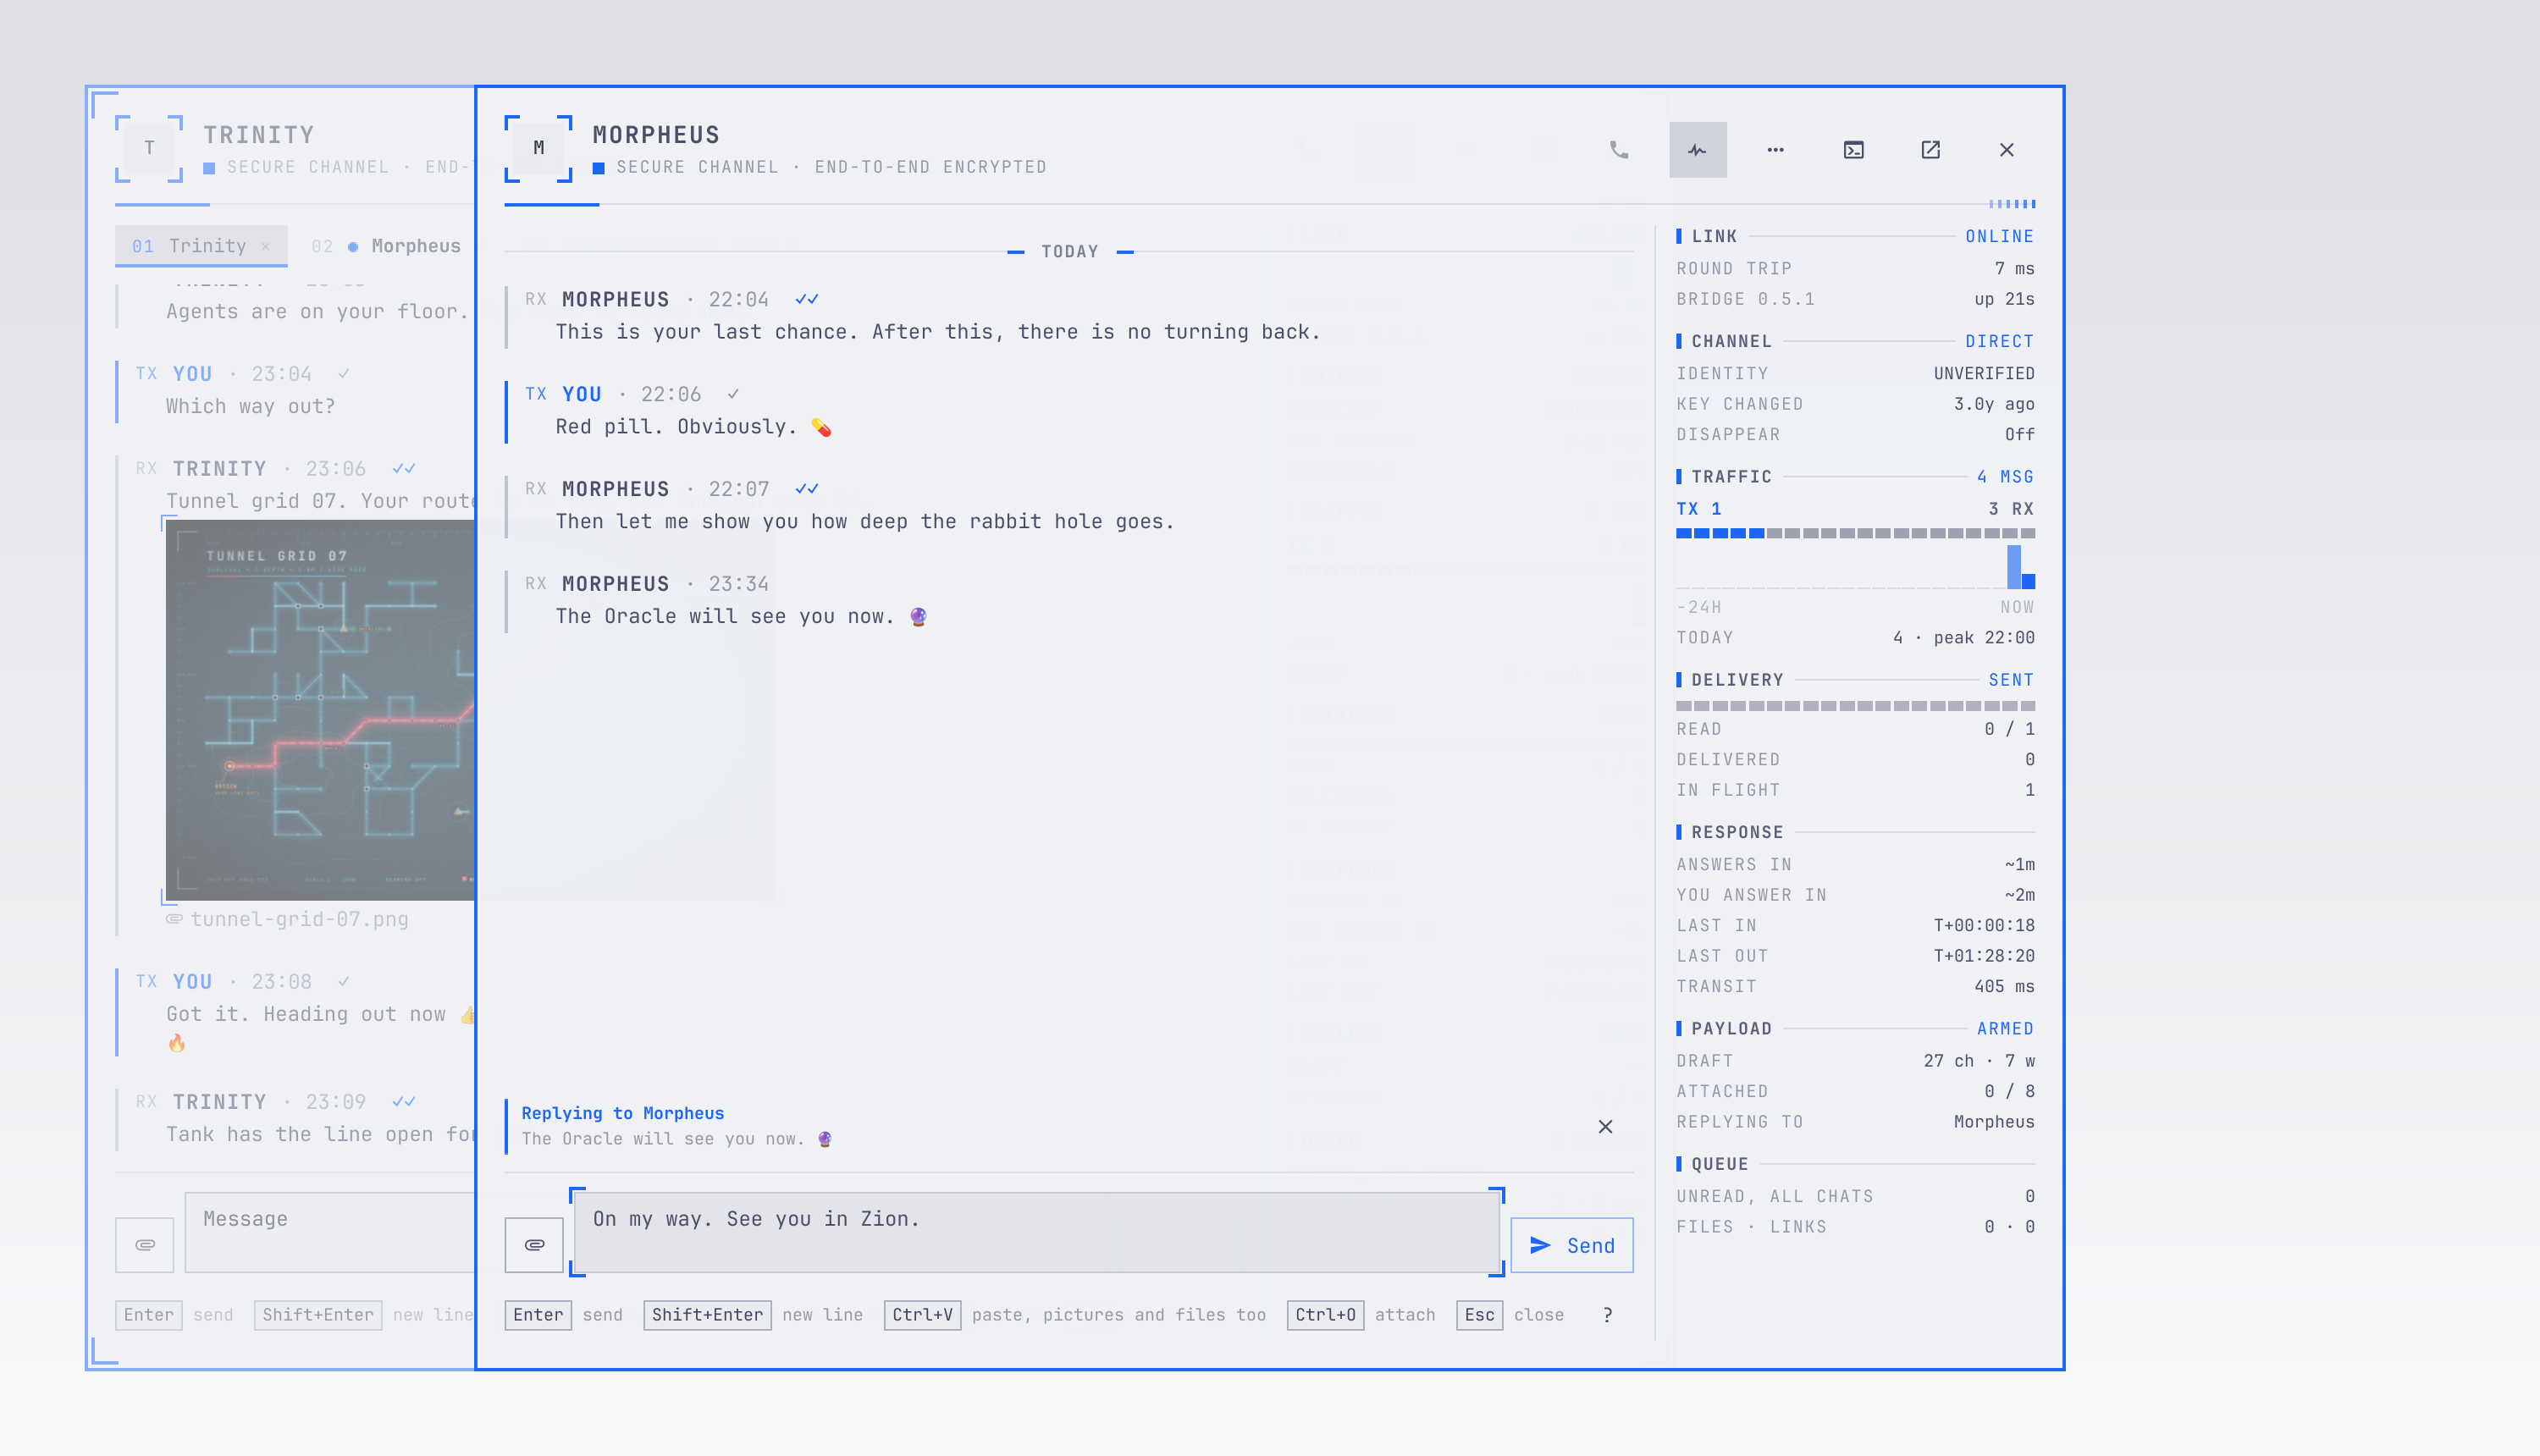 T
TRINITY
SECURE CHANNEL · END-
01 Trinity ×
02 Morpheus
Agents are on your floor.
TX YOU · 23:04 ✓
Which way out?
RX TRINITY · 23:06 ✓✓
Tunnel grid 07. Your route
TUNNEL GRID 07
tunnel-grid-07.png
TX YOU · 23:08 ✓
Got it. Heading out now 👍
🔥
RX TRINITY · 23:09 ✓✓
Tank has the line open for
Message
Enter send Shift+Enter new line
M
MORPHEUS
SECURE CHANNEL · END-TO-END ENCRYPTED
TODAY
RX MORPHEUS · 22:04 ✓✓
This is your last chance. After this, there is no turning back.
TX YOU · 22:06 ✓
Red pill. Obviously. 💊
RX MORPHEUS · 22:07 ✓✓
Then let me show you how deep the rabbit hole goes.
RX MORPHEUS · 23:34
The Oracle will see you now. 🔮
Replying to Morpheus
The Oracle will see you now. 🔮
On my way. See you in Zion.
Send
Enter send Shift+Enter new line Ctrl+V paste, pictures and files too Ctrl+O attach Esc close ?
LINK ONLINE
ROUND TRIP 7 ms
BRIDGE 0.5.1 up 21s
CHANNEL DIRECT
IDENTITY UNVERIFIED
KEY CHANGED 3.0y ago
DISAPPEAR Off
TRAFFIC 4 MSG
TX 1 3 RX
-24H NOW
TODAY 4 · peak 22:00
DELIVERY SENT
READ 0 / 1
DELIVERED 0
IN FLIGHT 1
RESPONSE
ANSWERS IN ~1m
YOU ANSWER IN ~2m
LAST IN T+00:00:18
LAST OUT T+01:28:20
TRANSIT 405 ms
PAYLOAD ARMED
DRAFT 27 ch · 7 w
ATTACHED 0 / 8
REPLYING TO Morpheus
QUEUE
UNREAD, ALL CHATS 0
FILES · LINKS 0 · 0